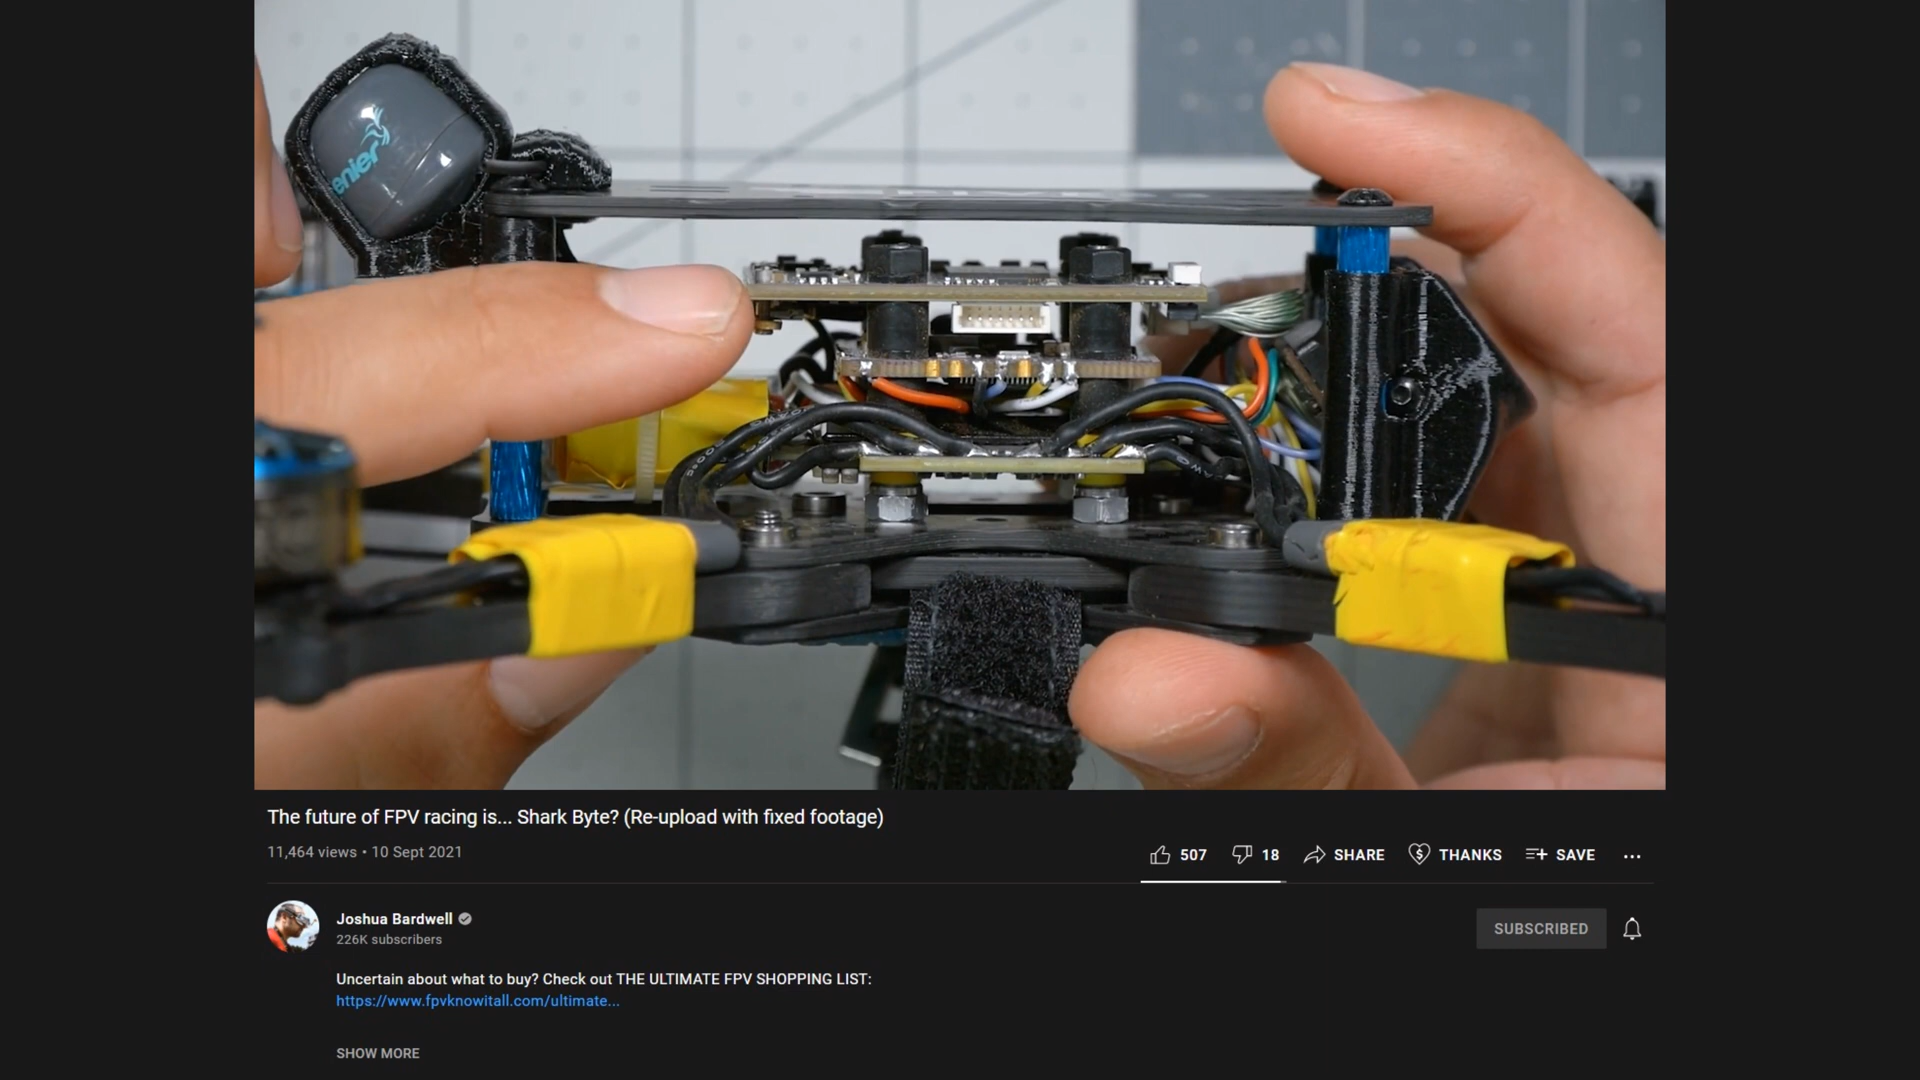 enier
The future of FPV racing is... Shark Byte? (Re-upload with fixed footage)
11,464 views • 10 Sept 2021
507 18 SHARE THANKS SAVE ...
Joshua Bardwell
226K subscribers
SUBSCRIBED
Uncertain about what to buy? Check out THE ULTIMATE FPV SHOPPING LIST:
https://www.fpvknowitall.com/ultimate...
SHOW MORE